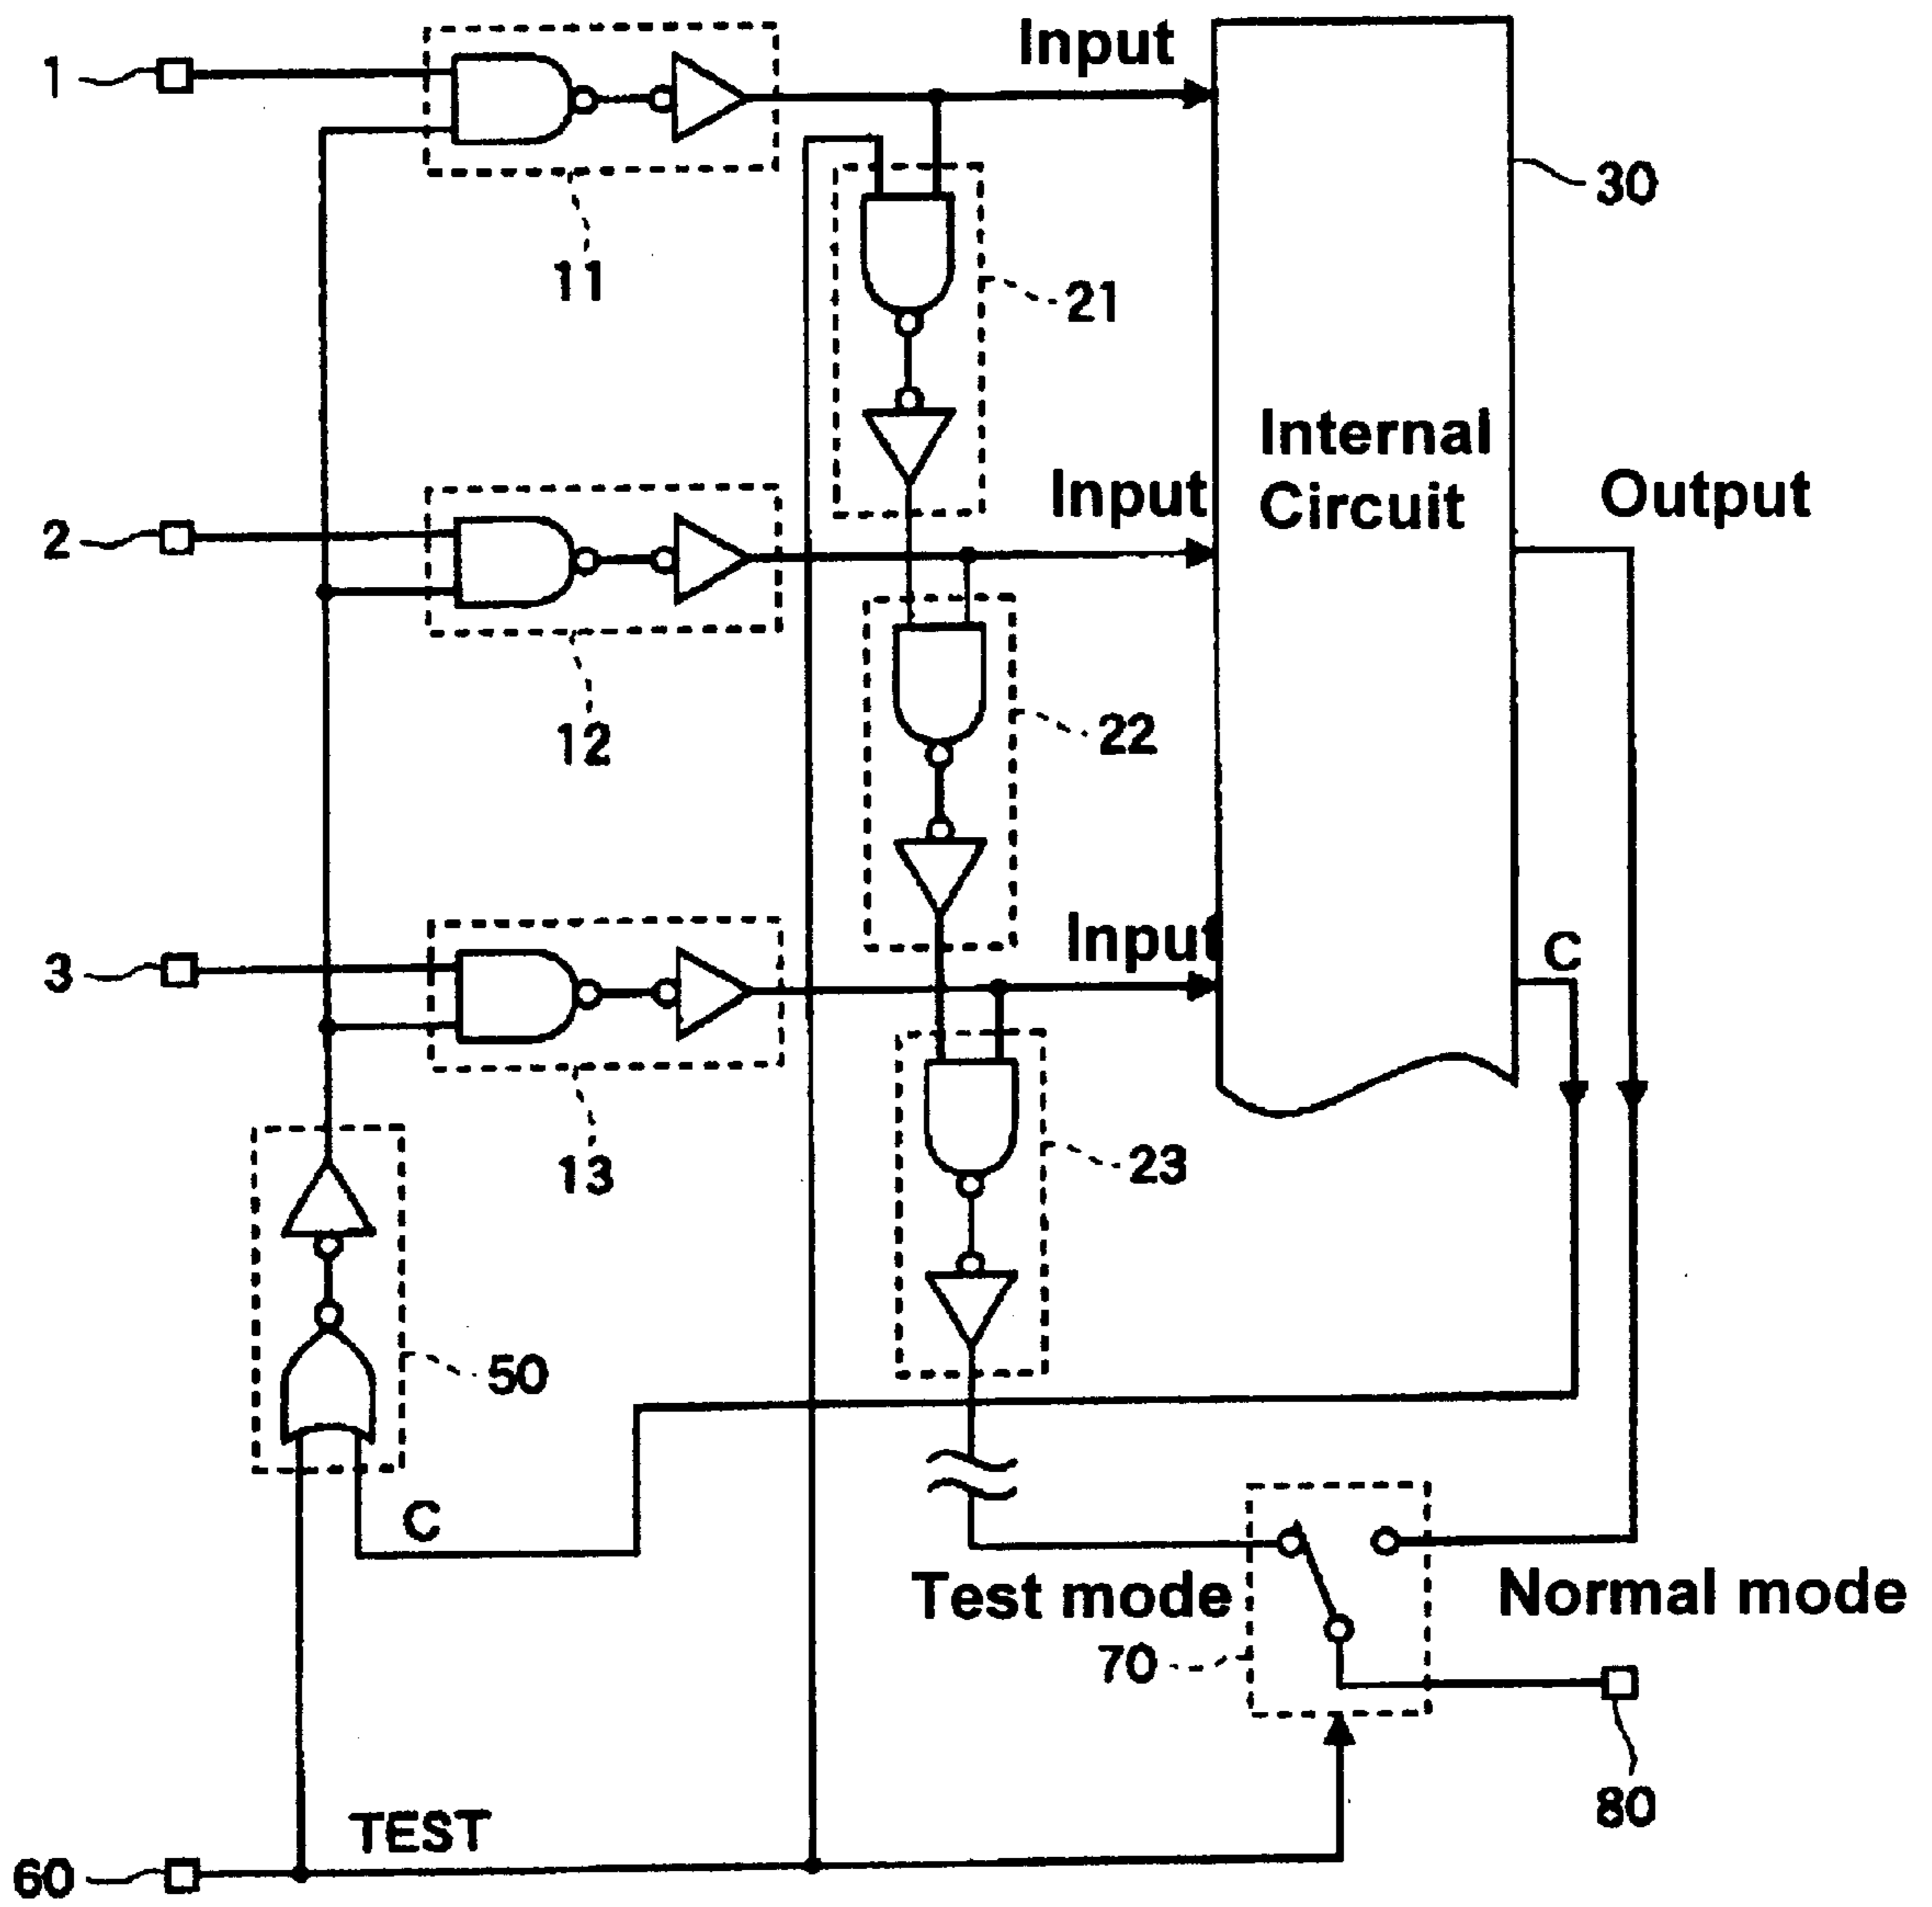 1
Input
30
11
21
Internal
Circuit
Input
Output
2
12
22
Input
C
3
13
23
50
C
Test mode
Normal mode
70
80
TEST
60